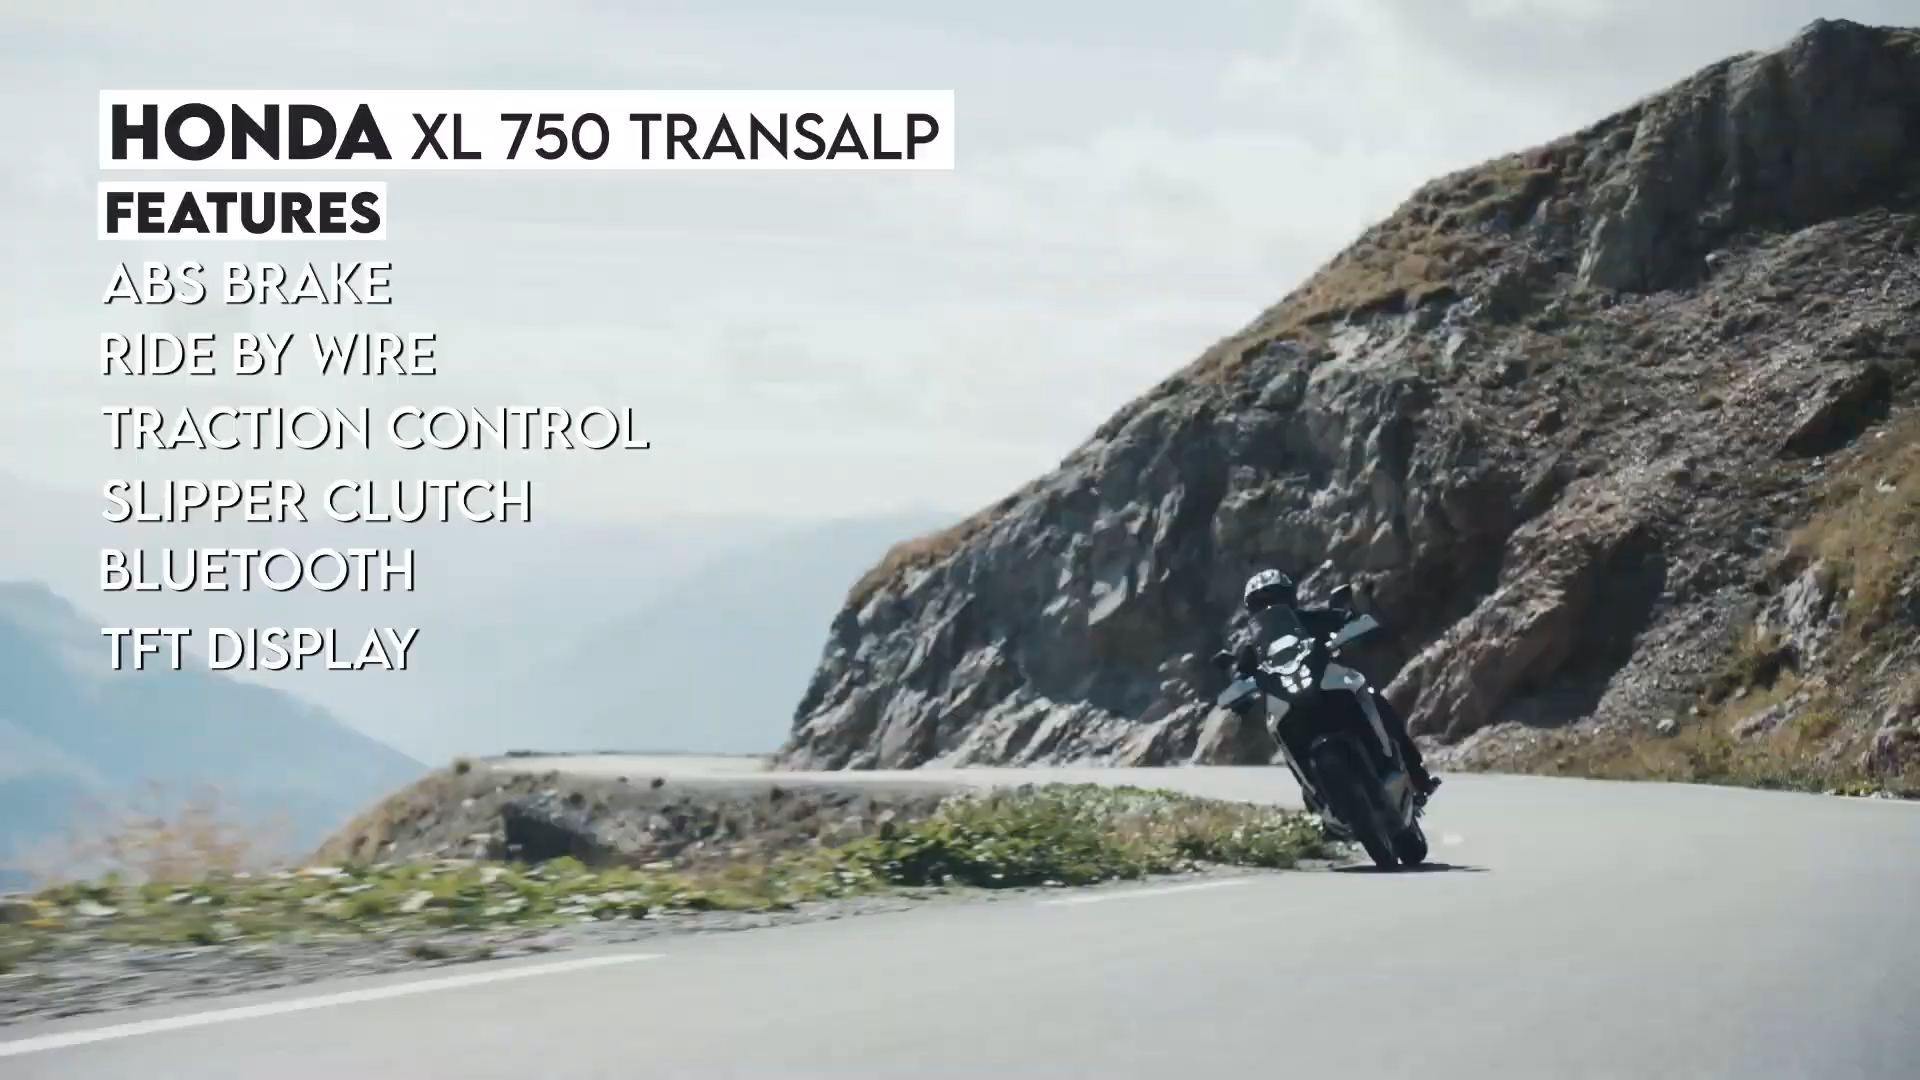 HONDA XL 750 TRANSALP
FEATURES
ABS BRAKE
RIDE BY WIRE
TRACTION CONTROL
SLIPPER CLUTCH
BLUETOOTH
TFT DISPLAY